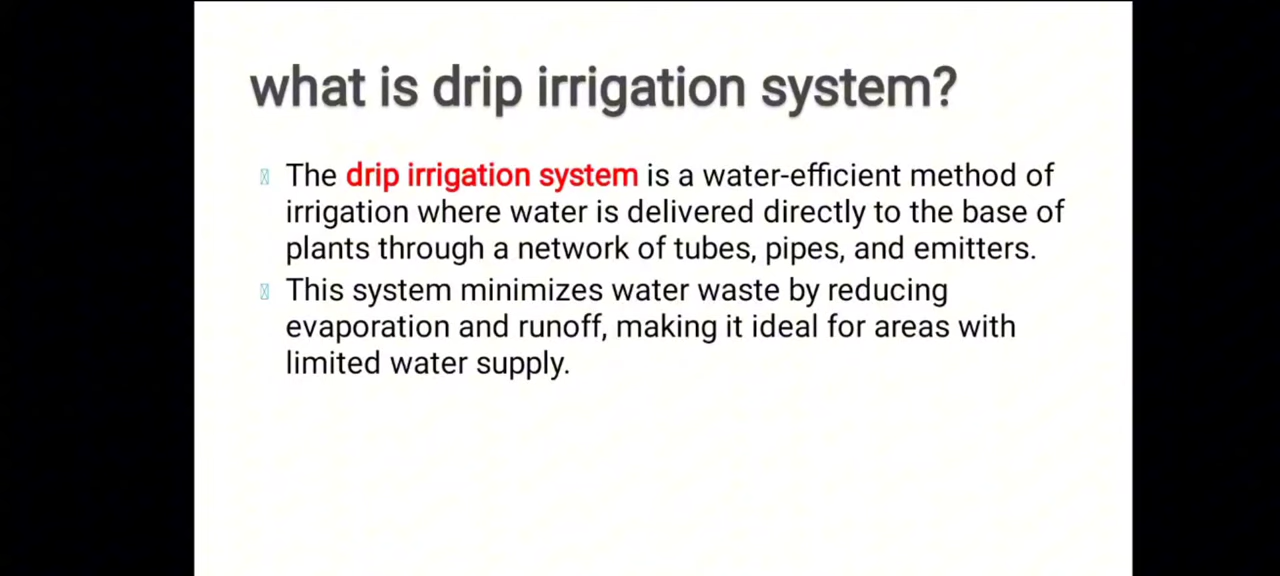 what is drip irrigation system?
The drip irrigation system is a water-efficient method of
irrigation where water is delivered directly to the base of
plants through a network of tubes, pipes, and emitters.
This system minimizes water waste by reducing
evaporation and runoff, making it ideal for areas with
limited water supply.